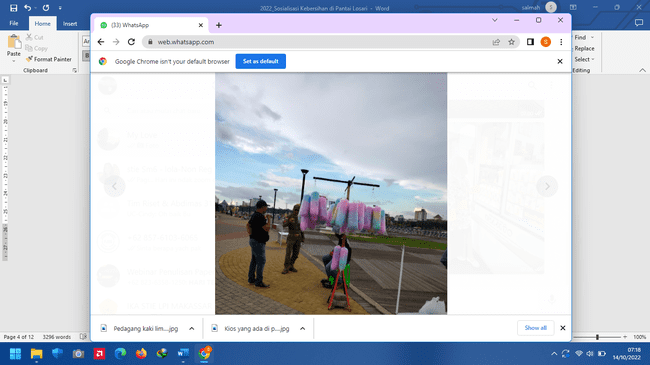 2022_Sosialisasi Kebersihan di Pantai Losari - Word
salmah
S
File
Home
Paste
Cut
Copy
Format Painter
Clipboard
Find
Replace
Select
Editing
(33) WhatsApp
web.whatsapp.com
S
Google Chrome isn't your default browser
Set as default
Pedagang kaki lim....jpg
Kios yang ada di p....jpg
Show all
Page 4 of 12
3296 words
100%
07:18
14/10/2022